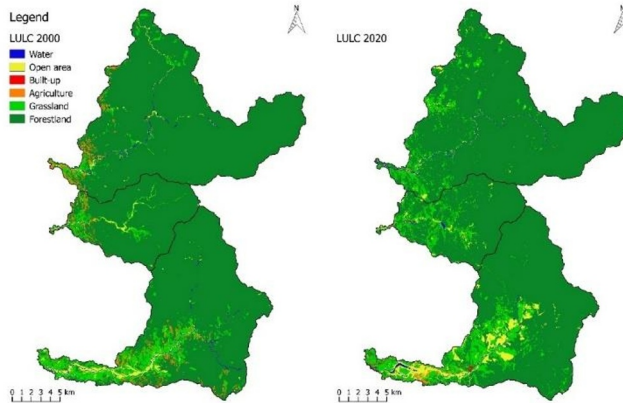 Legend
LULC 2000
Water
Open area
Built-up
Agriculture
Grassland
Forestland
N
0 1 2 3 4 5 km
LULC 2020
N
0 1 2 3 4 5 km